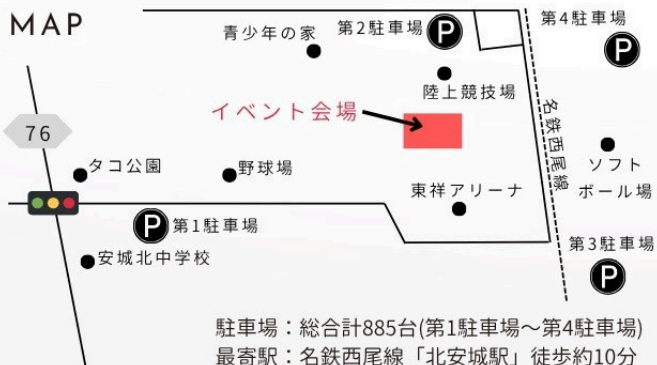 MAP
青少年の家
第2駐車場
P
第4駐車場
P
陸上競技場
イベント会場
76
名鉄西尾線
タコ公園
野球場
ソフト
ボール場
東祥アリーナ
P
第1駐車場
安城北中学校
第3駐車場
P
駐車場：総合計885台(第1駐車場～第4駐車場)
最寄駅：名鉄西尾線「北安城駅」徒歩約10分